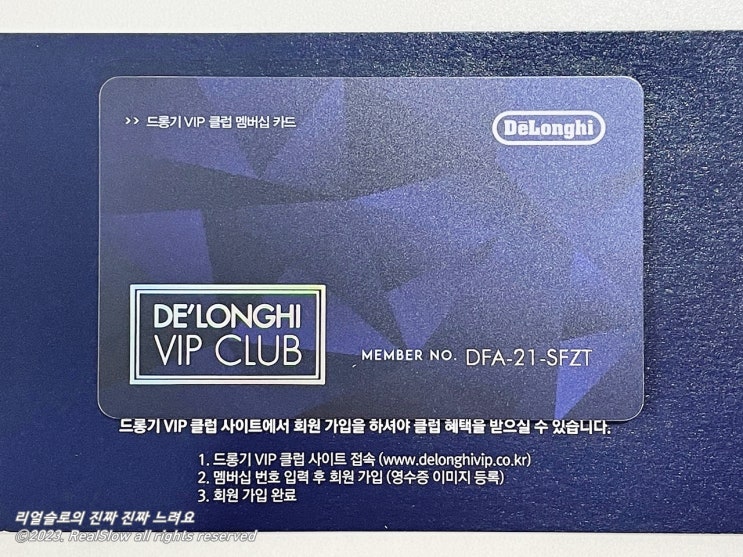 >> 드롱기 VIP 클럽 멤버십 카드
DeLonghi
DE'LONGHI
VIP CLUB
MEMBER NO. DFA-21-SFZT
드롱기 VIP 클럽 사이트에서 회원 가입을 하셔야 클럽 혜택을 받으실 수 있습니다.
1. 드롱기 VIP 클럽 사이트 접속 (www.delonghivip.co.kr)
2. 멤버십 번호 입력 후 회원 가입 (영수증 이미지 등록)
3. 회원 가입 완료
리얼슬로의 진짜 진짜 느려요
©2023. RealSlow all rights reserved